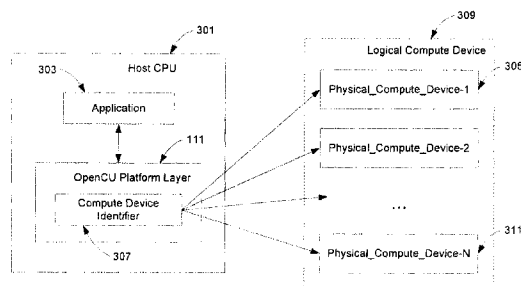 301
309
Host CPU
Logical Compute Device
303
305
Application
Physical_Compute_Device-1
111
Physical_Compute_Device-2
OpenCU Platform Layer
Compute Device
Identifier
...
307
Physical_Compute_Device-N
311